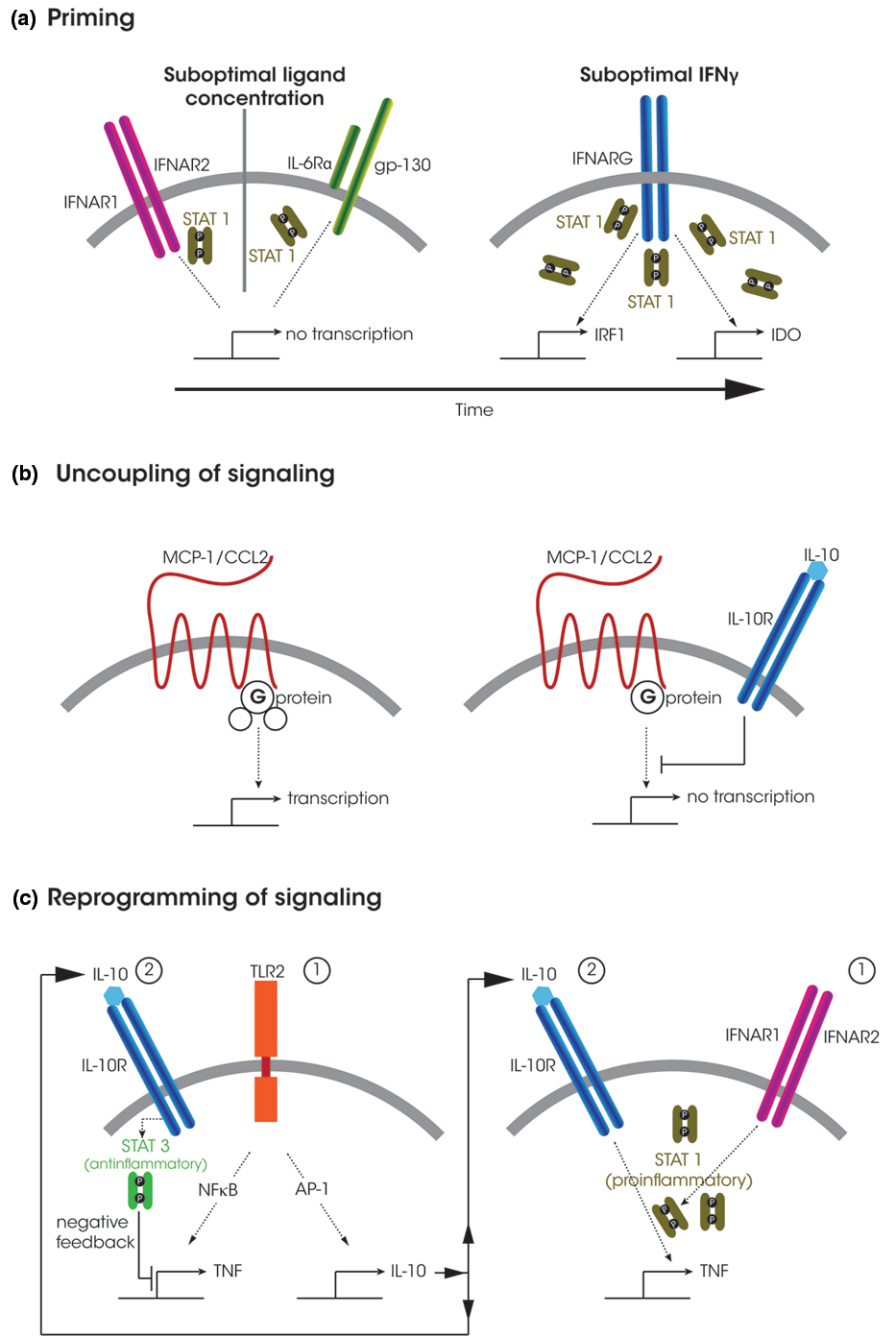 (a) Priming
Suboptimal ligand
concentration
Suboptimal IFNγ
IFNAR1
IFNAR2
IL-6Rα
gp-130
IFNARG
STAT 1
P
P
STAT 1
P
P
STAT 1
P
P
STAT 1
P
P
STAT 1
P
P
P
P
P
P
no transcription
IRF1
IDO
Time
(b) Uncoupling of signaling
MCP-1/CCL2
G protein
transcription
MCP-1/CCL2
IL-10
IL-10R
G protein
no transcription
(c) Reprogramming of signaling
IL-10
2
TLR2
1
IL-10R
STAT 3
(antinflammatory)
P
P
negative
feedback
NFκB
AP-1
TNF
IL-10
IL-10
2
1
IL-10R
IFNAR1
IFNAR2
P
P
STAT 1
(proinflammatory)
P
P
P
P
TNF